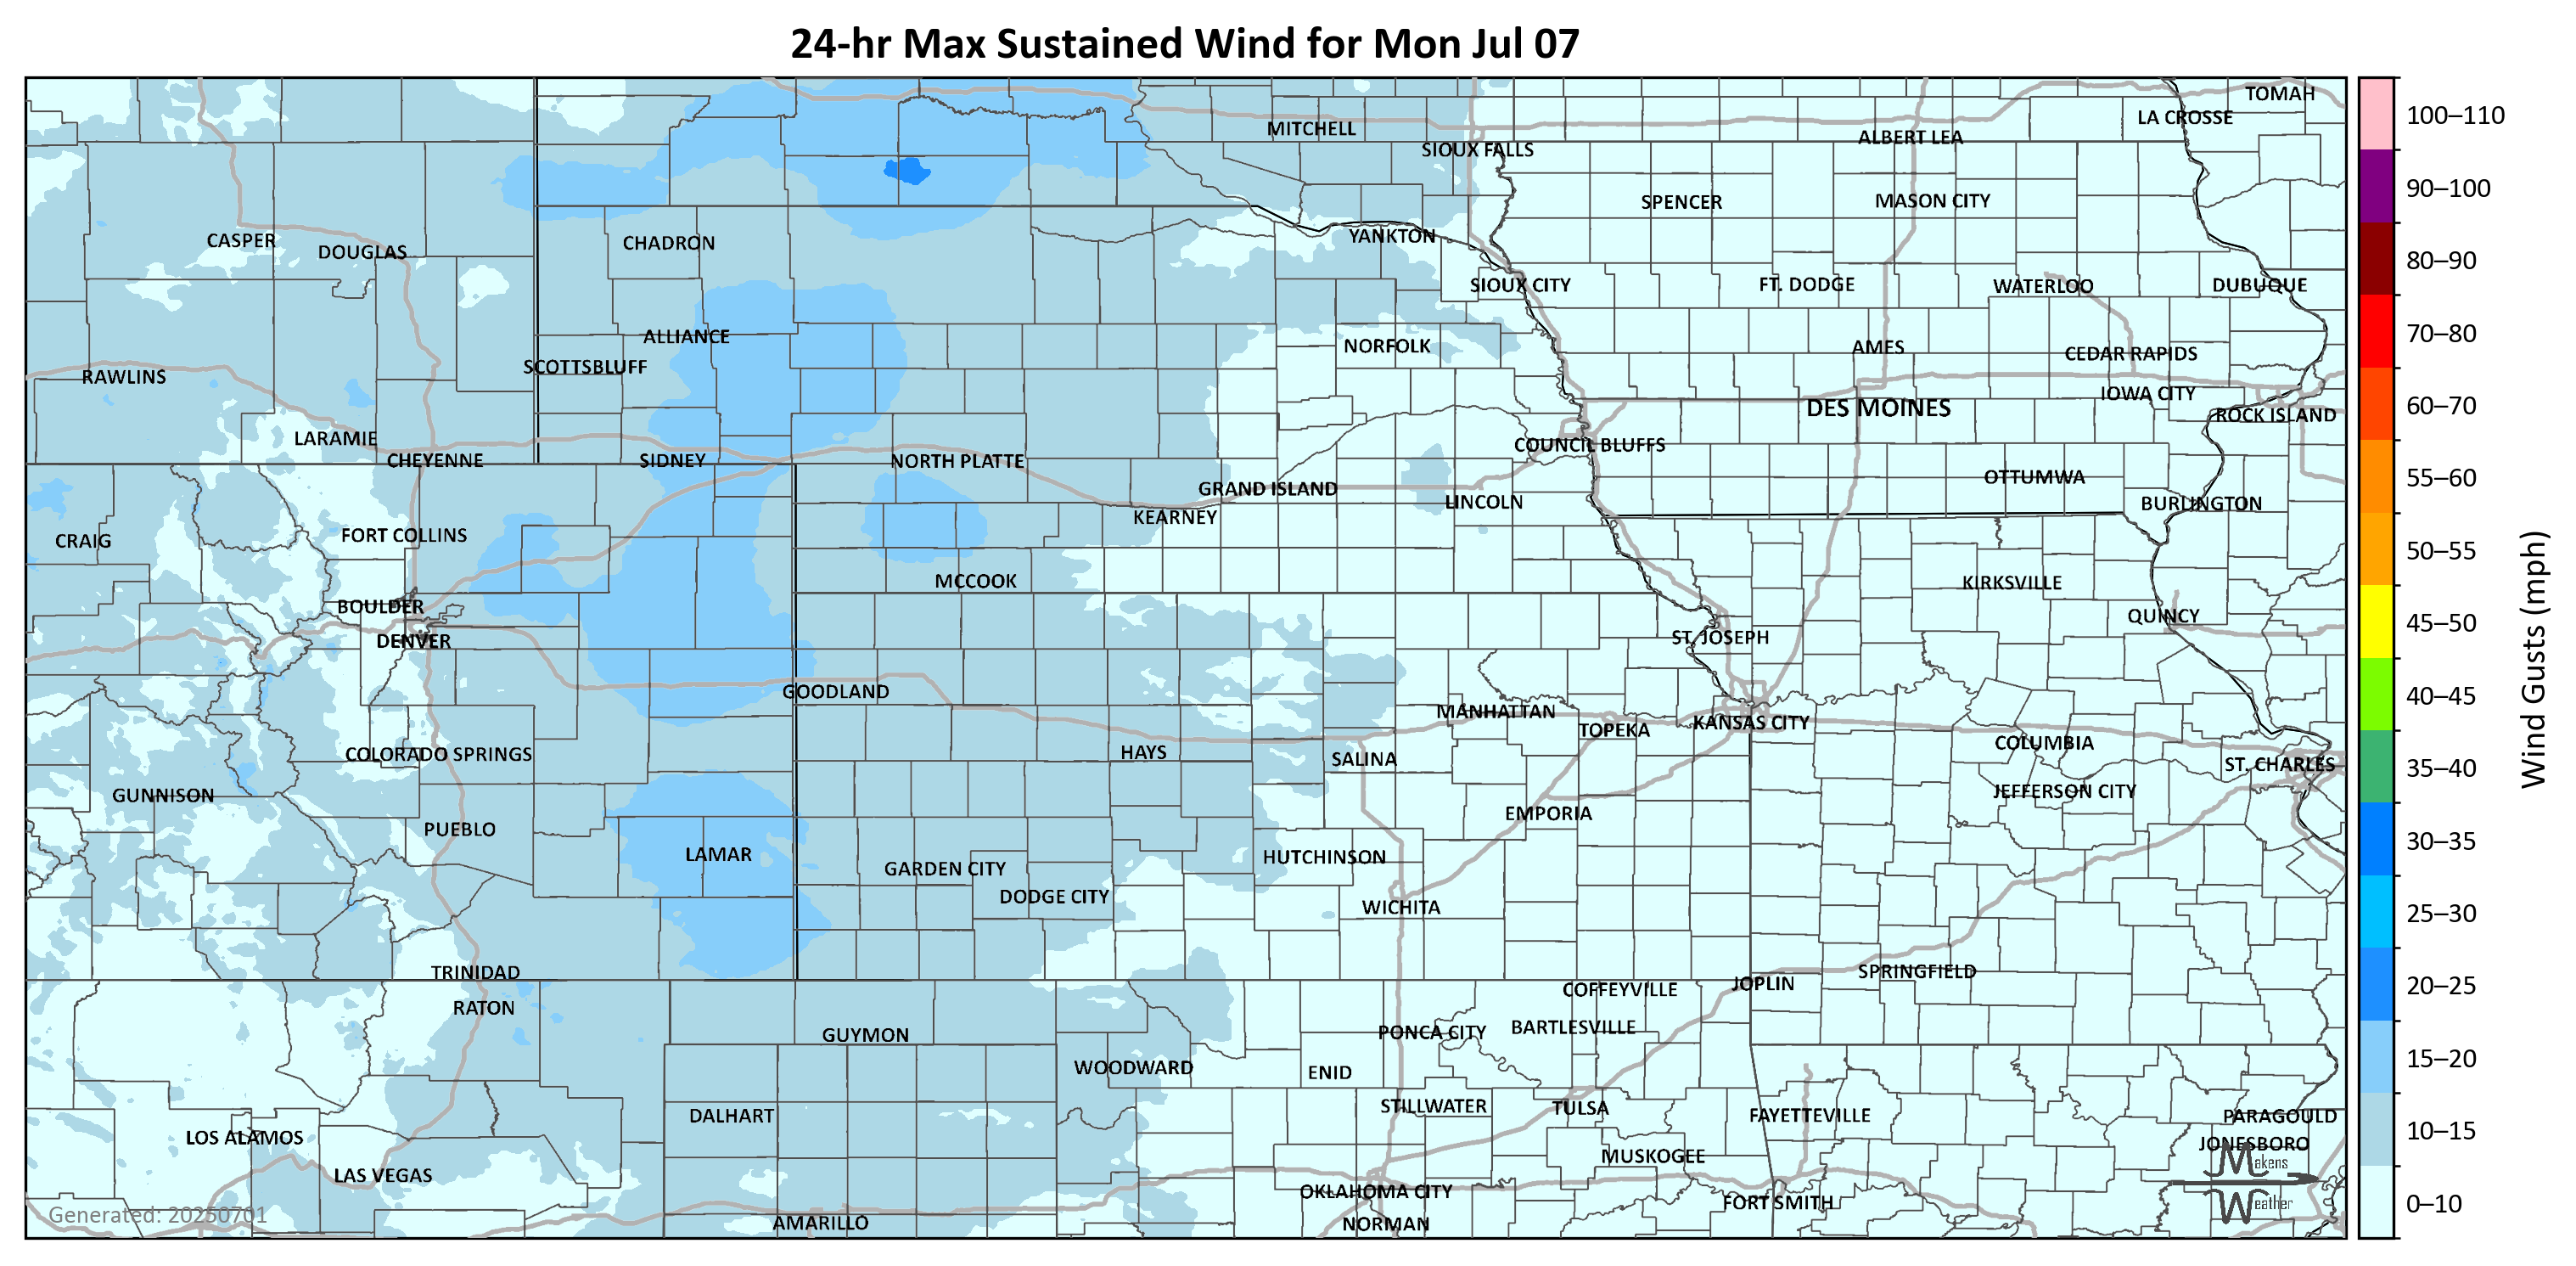 24-hr Max Sustained Wind for Mon Jul 07
TOMAH
LA CROSSE
MITCHELL
ALBERT LEA
SIOUX FALLS
SPENCER
MASON CITY
CASPER
DOUGLAS
CHADRON
YANKTON
SIOUX CITY
FT. DODGE
WATERLOO
DUBUQUE
ALLIANCE
NORFOLK
AMES
CEDAR RAPIDS
SCOTTSBLUFF
RAWLINS
IOWA CITY
DES MOINES
ROCK ISLAND
LARAMIE
COUNCIL BLUFFS
CHEYENNE
SIDNEY
NORTH PLATTE
OTTUMWA
GRAND ISLAND
LINCOLN
BURLINGTON
KEARNEY
CRAIG
FORT COLLINS
MCCOOK
KIRKSVILLE
BOULDER
QUINCY
DENVER
ST. JOSEPH
GOODLAND
MANHATTAN
TOPEKA
KANSAS CITY
COLUMBIA
COLORADO SPRINGS
HAYS
SALINA
ST. CHARLES
GUNNISON
JEFFERSON CITY
EMPORIA
PUEBLO
LAMAR
HUTCHINSON
GARDEN CITY
DODGE CITY
WICHITA
TRINIDAD
SPRINGFIELD
JOPLIN
COFFEYVILLE
RATON
GUYMON
PONCA CITY
BARTLESVILLE
WOODWARD
ENID
DALHART
STILLWATER
TULSA
FAYETTEVILLE
PARAGOULD
LOS ALAMOS
JONESBORO
MUSKOGEE
LAS VEGAS
OKLAHOMA CITY
FORT SMITH
AMARILLO
NORMAN
Generated: 20250701
Makens
Weather
100–110
90–100
80–90
70–80
60–70
55–60
50–55
45–50
40–45
35–40
30–35
25–30
20–25
15–20
10–15
0–10
Wind Gusts (mph)